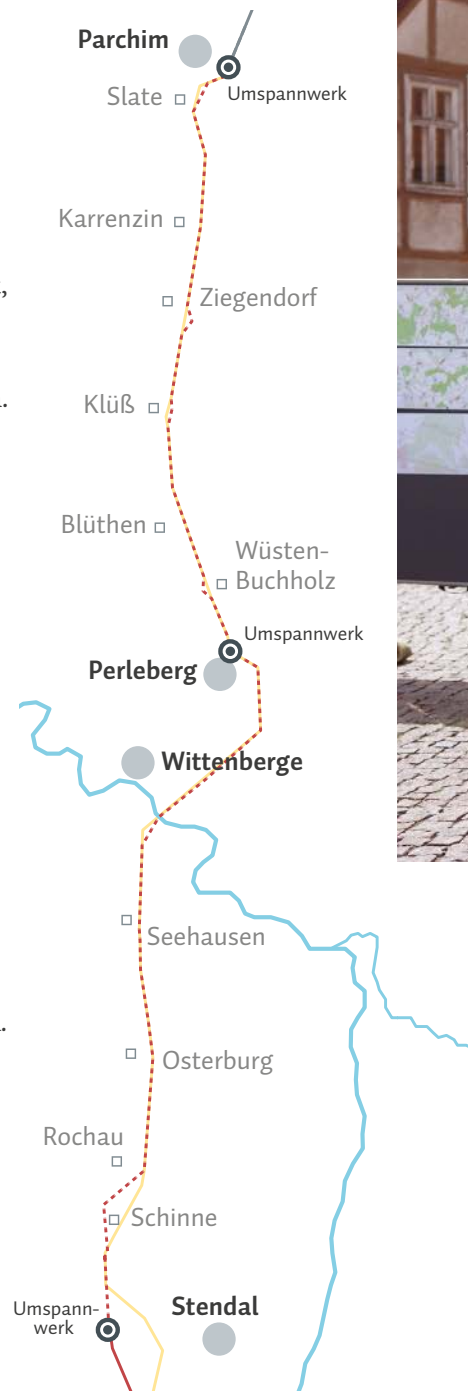 Parchim
Umspannwerk
Slate
Karrenzin
,
Ziegendorf
Klüß
.
Blüthen
Wüsten-
Buchholz
Umspannwerk
Perleberg
Wittenberge
Seehausen
.
Osterburg
Rochau
Schinne
Stendal
Umspann-
werk